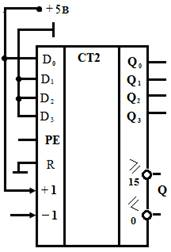 +5В
D₀ CT2 Q₀
D₁ Q₁
D₂ Q₂
D₃ Q₃
PE
R ≥
+1 15 Q
≤
-1 0